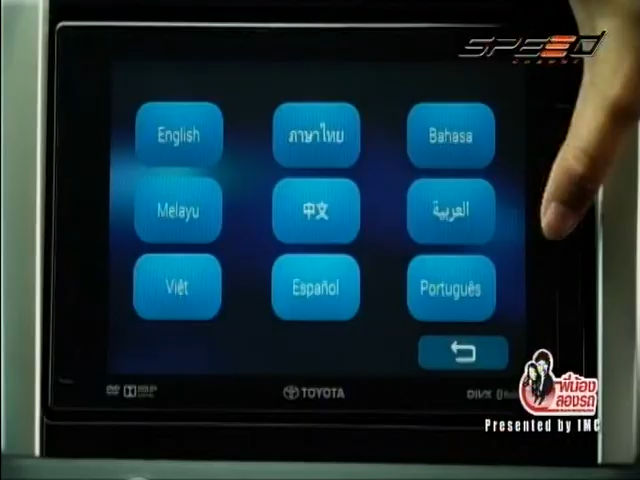 SPEED
CHANNEL
English
ภาษาไทย
Bahasa
Melayu
中文
العربية
Việt
Español
Português
TOYOTA
DIVX
พี่น้อง
ลองรถ
Presented by IMC